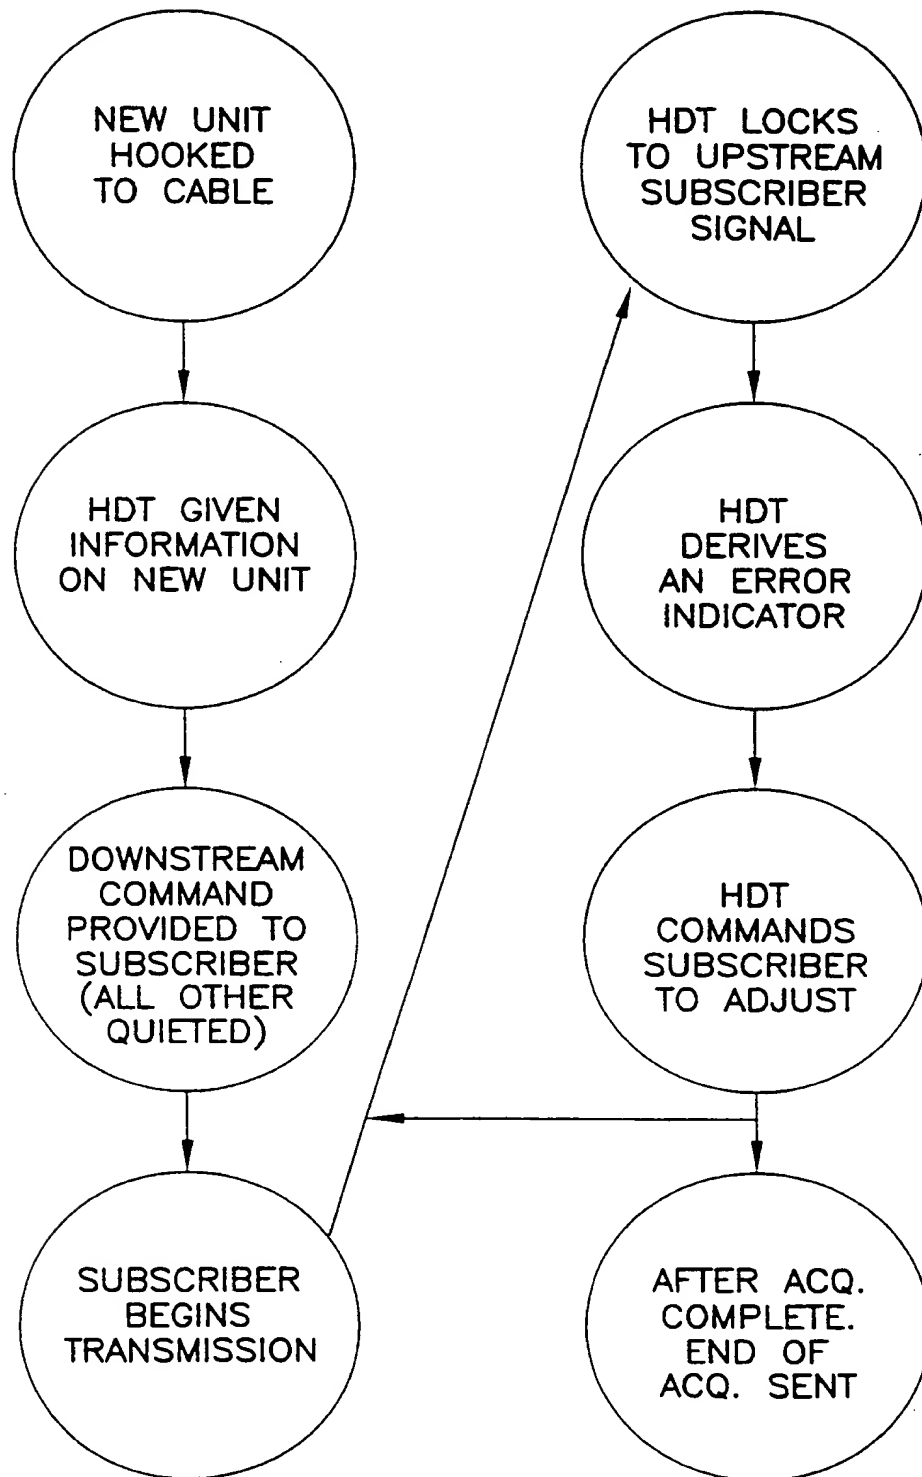 NEW UNIT
HOOKED
TO CABLE
HDT GIVEN
INFORMATION
ON NEW UNIT
DOWNSTREAM
COMMAND
PROVIDED TO
SUBSCRIBER
(ALL OTHER
QUIETED)
SUBSCRIBER
BEGINS
TRANSMISSION
HDT LOCKS
TO UPSTREAM
SUBSCRIBER
SIGNAL
HDT
DERIVES
AN ERROR
INDICATOR
HDT
COMMANDS
SUBSCRIBER
TO ADJUST
AFTER ACQ.
COMPLETE.
END OF
ACQ. SENT